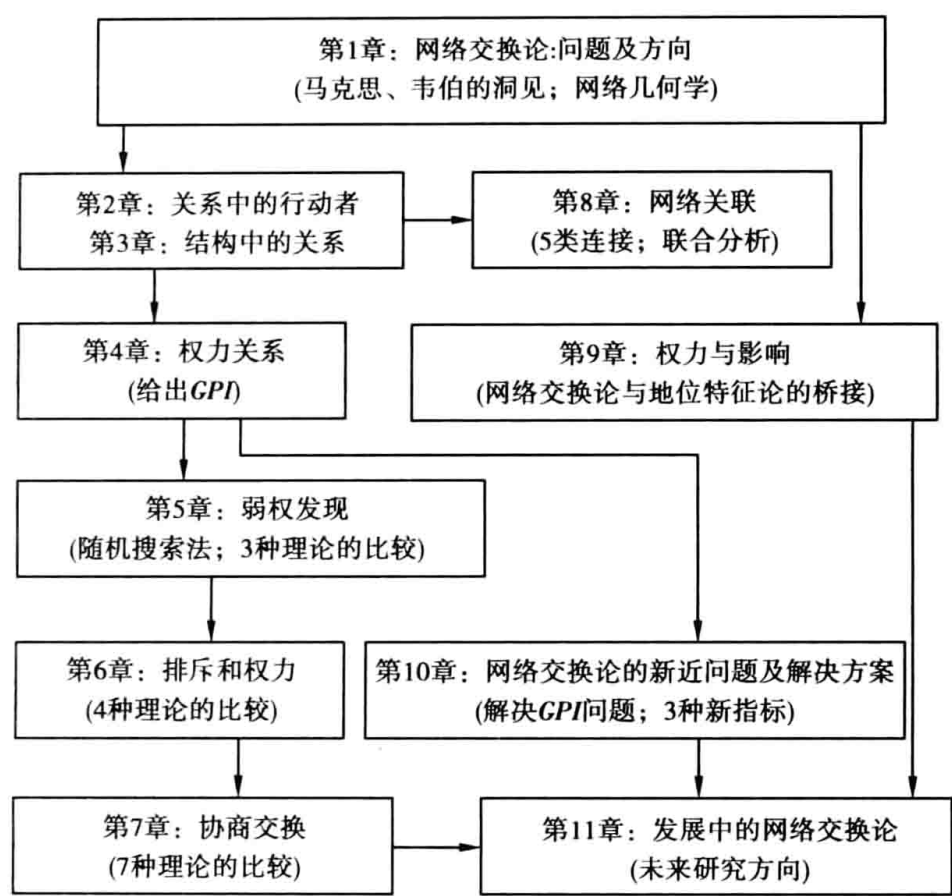 第1章：网络交换论:问题及方向
(马克思、韦伯的洞见；网络几何学)
第2章：关系中的行动者
第3章：结构中的关系
第8章：网络关联
(5类连接；联合分析)
第4章：权力关系
(给出GPI)
第9章：权力与影响
(网络交换论与地位特征论的桥接)
第5章：弱权发现
(随机搜索法；3种理论的比较)
第6章：排斥和权力
(4种理论的比较)
第10章：网络交换论的新近问题及解决方案
(解决GPI问题；3种新指标)
第7章：协商交换
(7种理论的比较)
第11章：发展中的网络交换论
(未来研究方向)